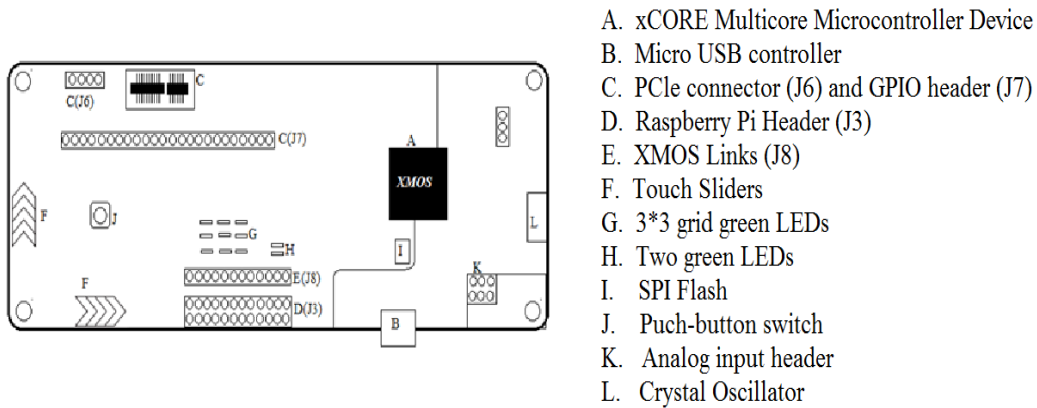 C
C(J6)
C(J7)
A
XMOS
F
J
L
G
H
I
E(J8)
K
F
D(J3)
B
A. xCORE Multicore Microcontroller Device
B. Micro USB controller
C. PCle connector (J6) and GPIO header (J7)
D. Raspberry Pi Header (J3)
E. XMOS Links (J8)
F. Touch Sliders
G. 3*3 grid green LEDs
H. Two green LEDs
I. SPI Flash
J. Puch-button switch
K. Analog input header
L. Crystal Oscillator